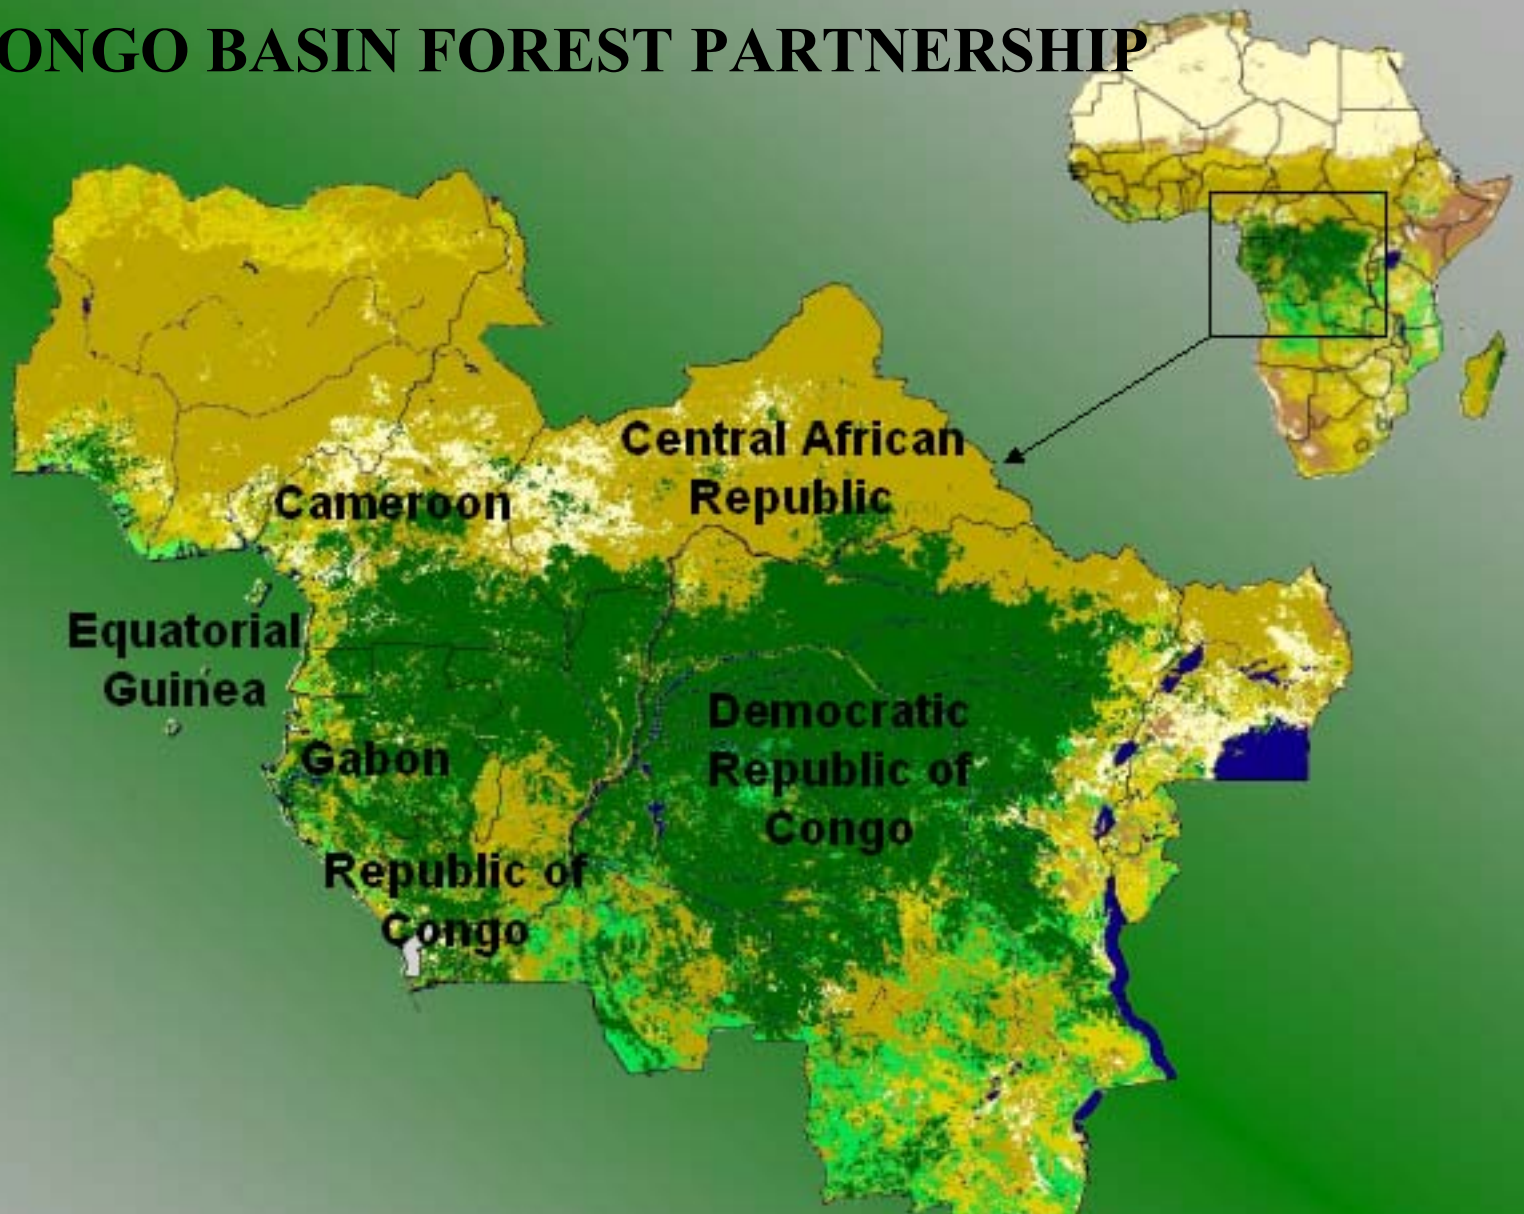 ONGO BASIN FOREST PARTNERSHIP
Central African
Republic
Cameroon
Equatorial
Guinea
Democratic
Republic of
Congo
Gabon
Republic of
Congo